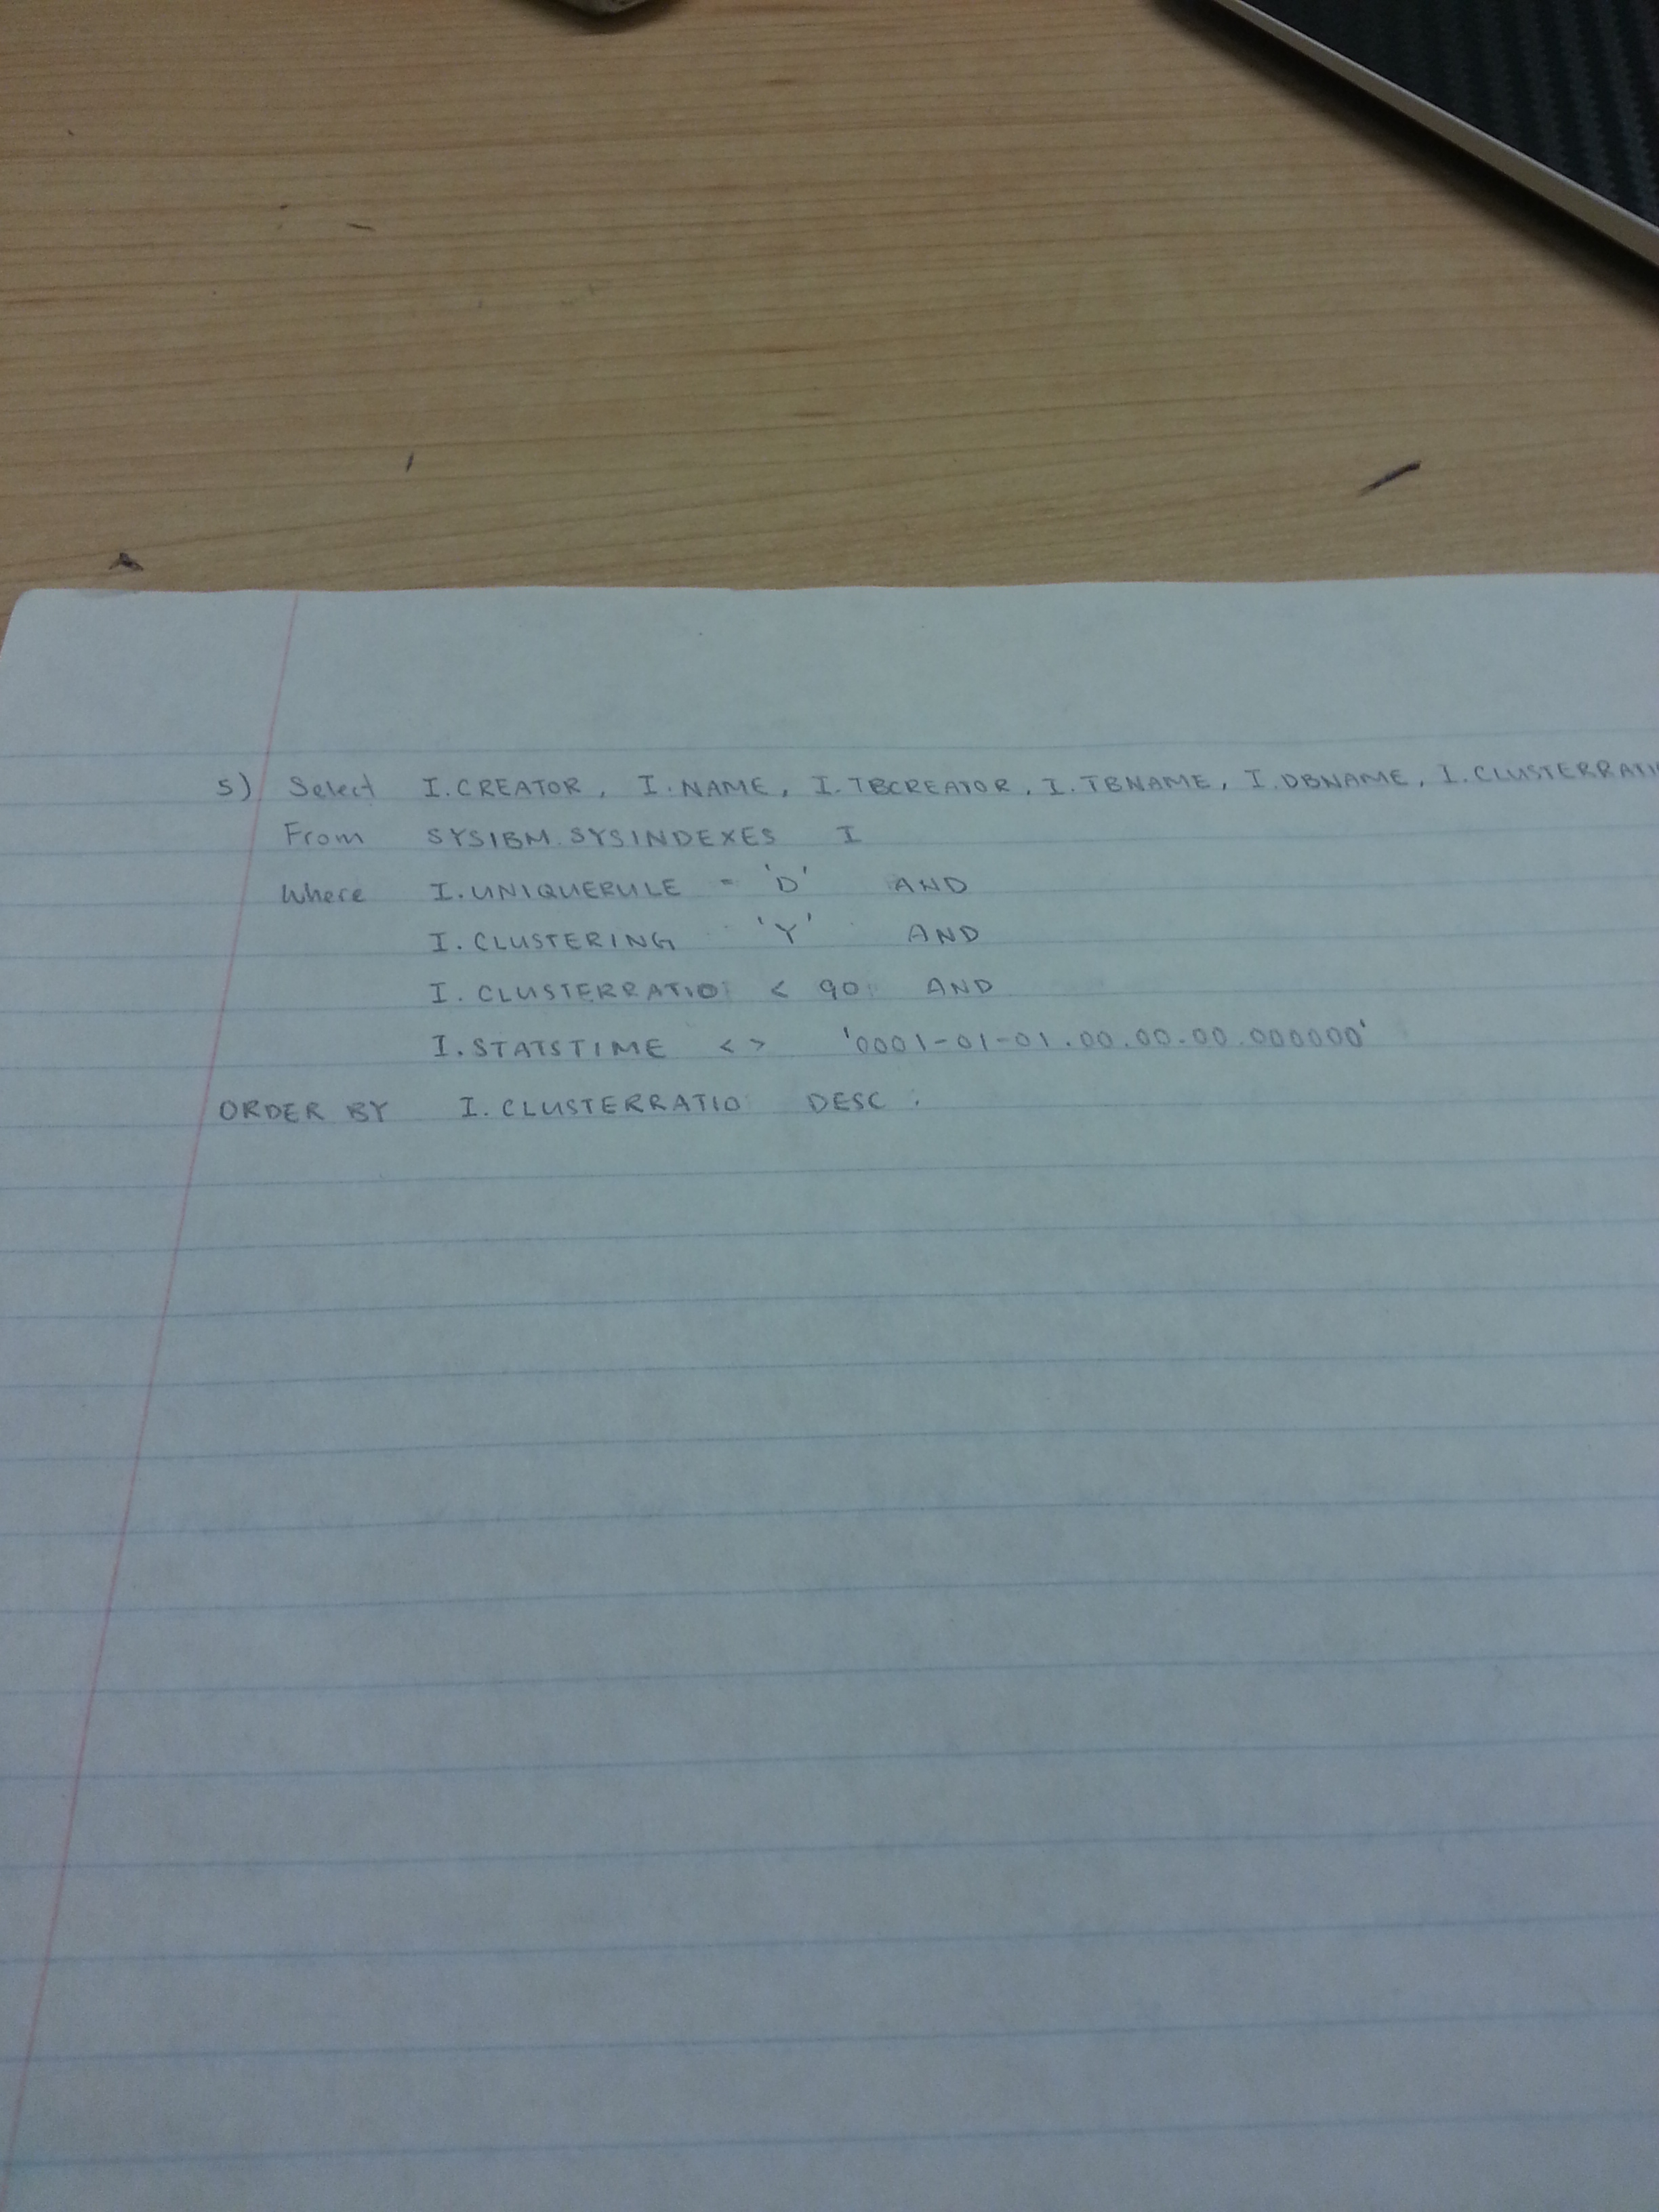 5) Select I.CREATOR, I.NAME, I.TBCREATOR, I.TBNAME, I.DBNAME, I.CLUSTERRATI
From SYSIBM.SYSINDEXES I
Where I.UNIQUERULE = 'D' AND
I.CLUSTERING 'Y' AND
I.CLUSTERRATIO < 90 AND
I.STATSTIME <> '0001-01-01.00.00.00.000000'
ORDER BY I.CLUSTERRATIO DESC;